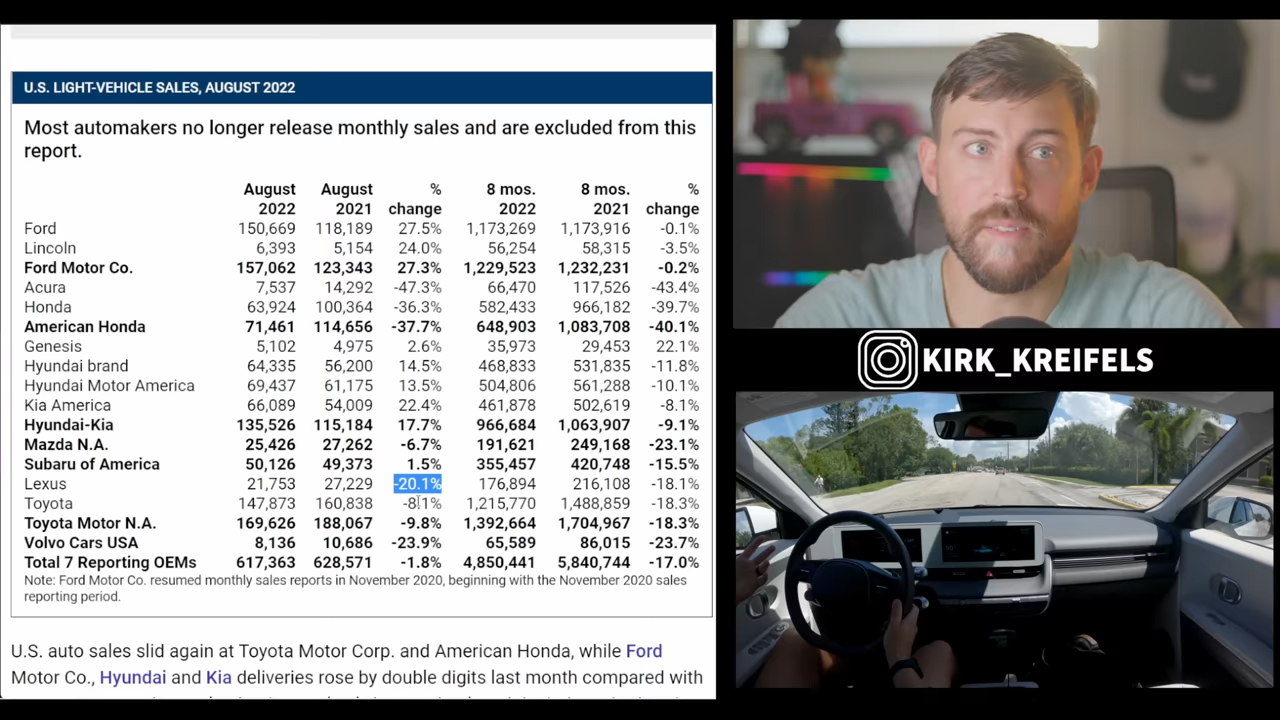 U.S. LIGHT-VEHICLE SALES, AUGUST 2022
Most automakers no longer release monthly sales and are excluded from this
report.
August August % 8 mos. 8 mos. %
2022 2021 change 2022 2021 change
Ford 150,669 118,189 27.5% 1,173,269 1,173,916 -0.1%
Lincoln 6,393 5,154 24.0% 56,254 58,315 -3.5%
Ford Motor Co. 157,062 123,343 27.3% 1,229,523 1,232,231 -0.2%
Acura 7,537 14,292 -47.3% 66,470 117,526 -43.4%
Honda 63,924 100,364 -36.3% 582,433 966,182 -39.7%
American Honda 71,461 114,656 -37.7% 648,903 1,083,708 -40.1%
Genesis 5,102 4,975 2.6% 35,973 29,453 22.1%
Hyundai brand 64,335 56,200 14.5% 468,833 531,835 -11.8%
Hyundai Motor America 69,437 61,175 13.5% 504,806 561,288 -10.1%
Kia America 66,089 54,009 22.4% 461,878 502,619 -8.1%
Hyundai-Kia 135,526 115,184 17.7% 966,684 1,063,907 -9.1%
Mazda N.A. 25,426 27,262 -6.7% 191,621 249,168 -23.1%
Subaru of America 50,126 49,373 1.5% 355,457 420,748 -15.5%
Lexus 21,753 27,229 -20.1% 176,894 216,108 -18.1%
Toyota 147,873 160,838 -8.1% 1,215,770 1,488,859 -18.3%
Toyota Motor N.A. 169,626 188,067 -9.8% 1,392,664 1,704,967 -18.3%
Volvo Cars USA 8,136 10,686 -23.9% 65,589 86,015 -23.7%
Total 7 Reporting OEMs 617,363 628,571 -1.8% 4,850,441 5,840,744 -17.0%
Note: Ford Motor Co. resumed monthly sales reports in November 2020, beginning with the November 2020 sales
reporting period.
U.S. auto sales slid again at Toyota Motor Corp. and American Honda, while Ford
Motor Co., Hyundai and Kia deliveries rose by double digits last month compared with
KIRK_KREIFELS